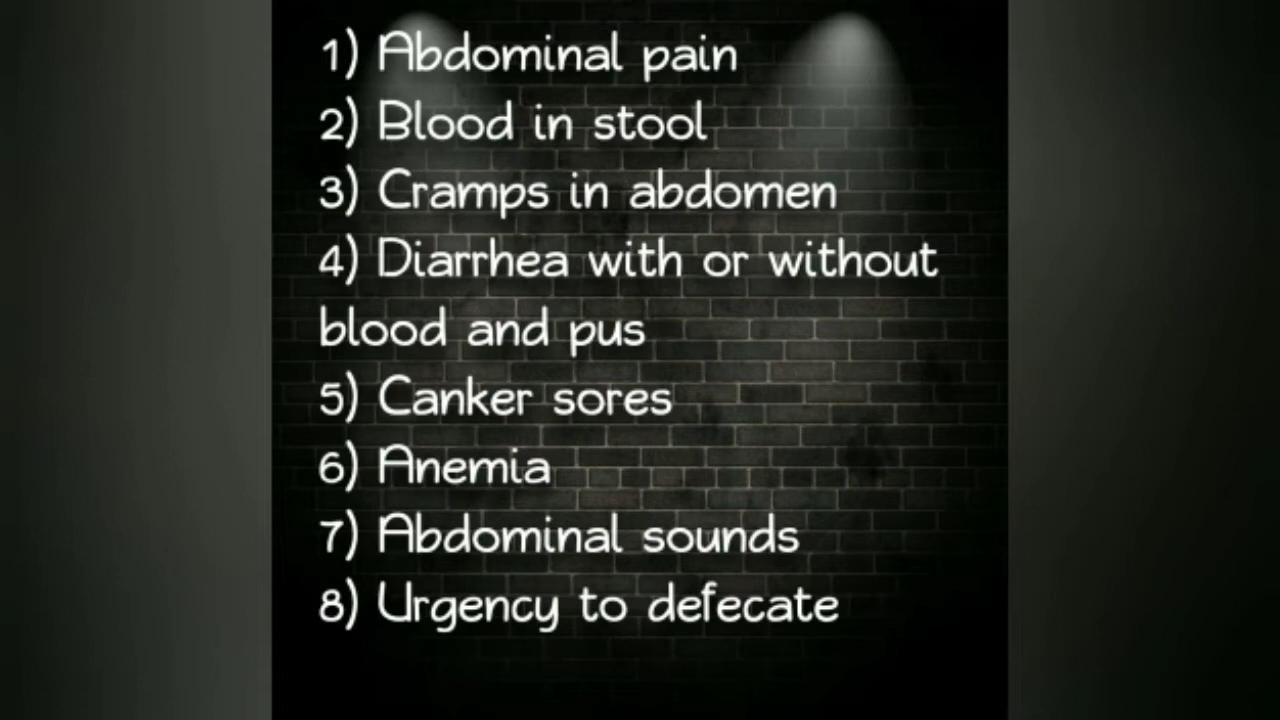 1) Abdominal pain
2) Blood in stool
3) Cramps in abdomen
4) Diarrhea with or without
blood and pus
5) Canker sores
6) Anemia
7) Abdominal sounds
8) Urgency to defecate